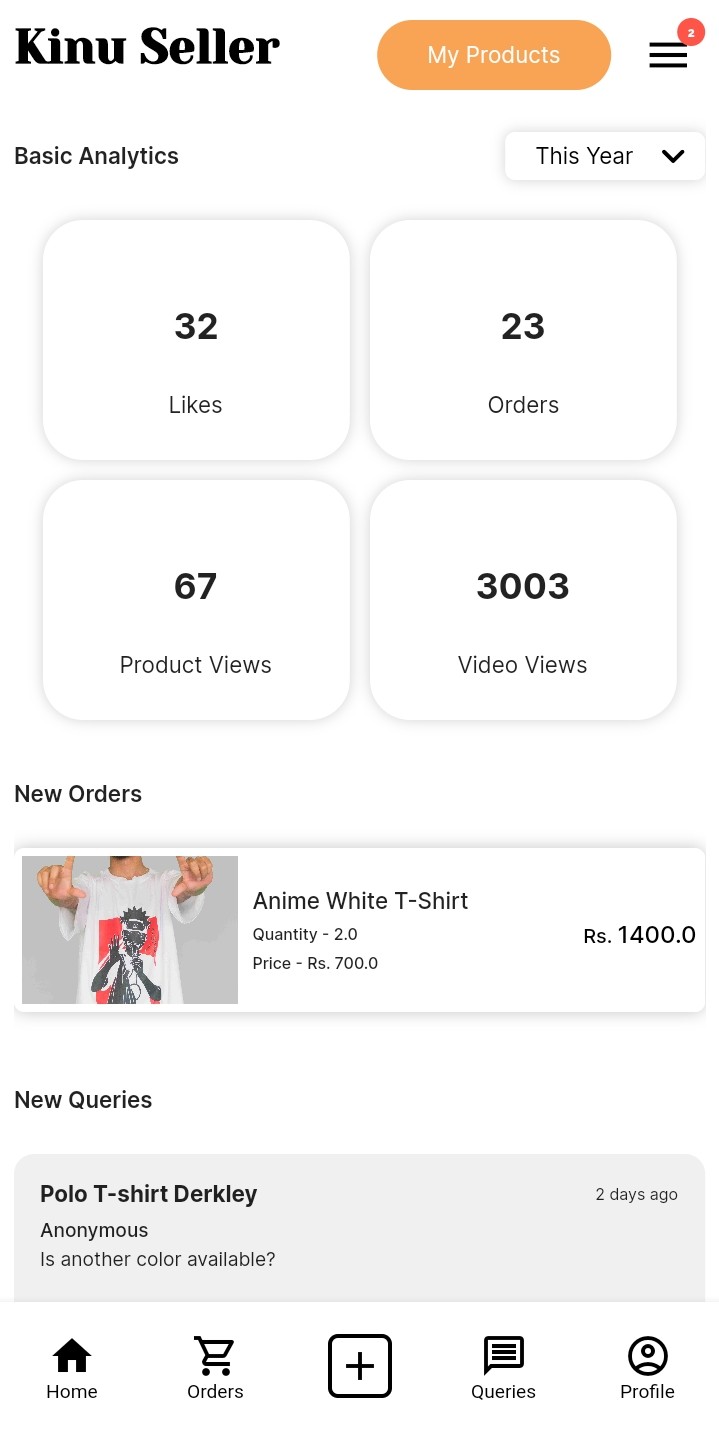 Kinu Seller
My Products
2
Basic Analytics
This Year
32
Likes
23
Orders
67
Product Views
3003
Video Views
New Orders
Anime White T-Shirt
Quantity - 2.0
Price - Rs. 700.0
Rs. 1400.0
New Queries
Polo T-shirt Derkley
2 days ago
Anonymous
Is another color available?
Home
Orders
Queries
Profile